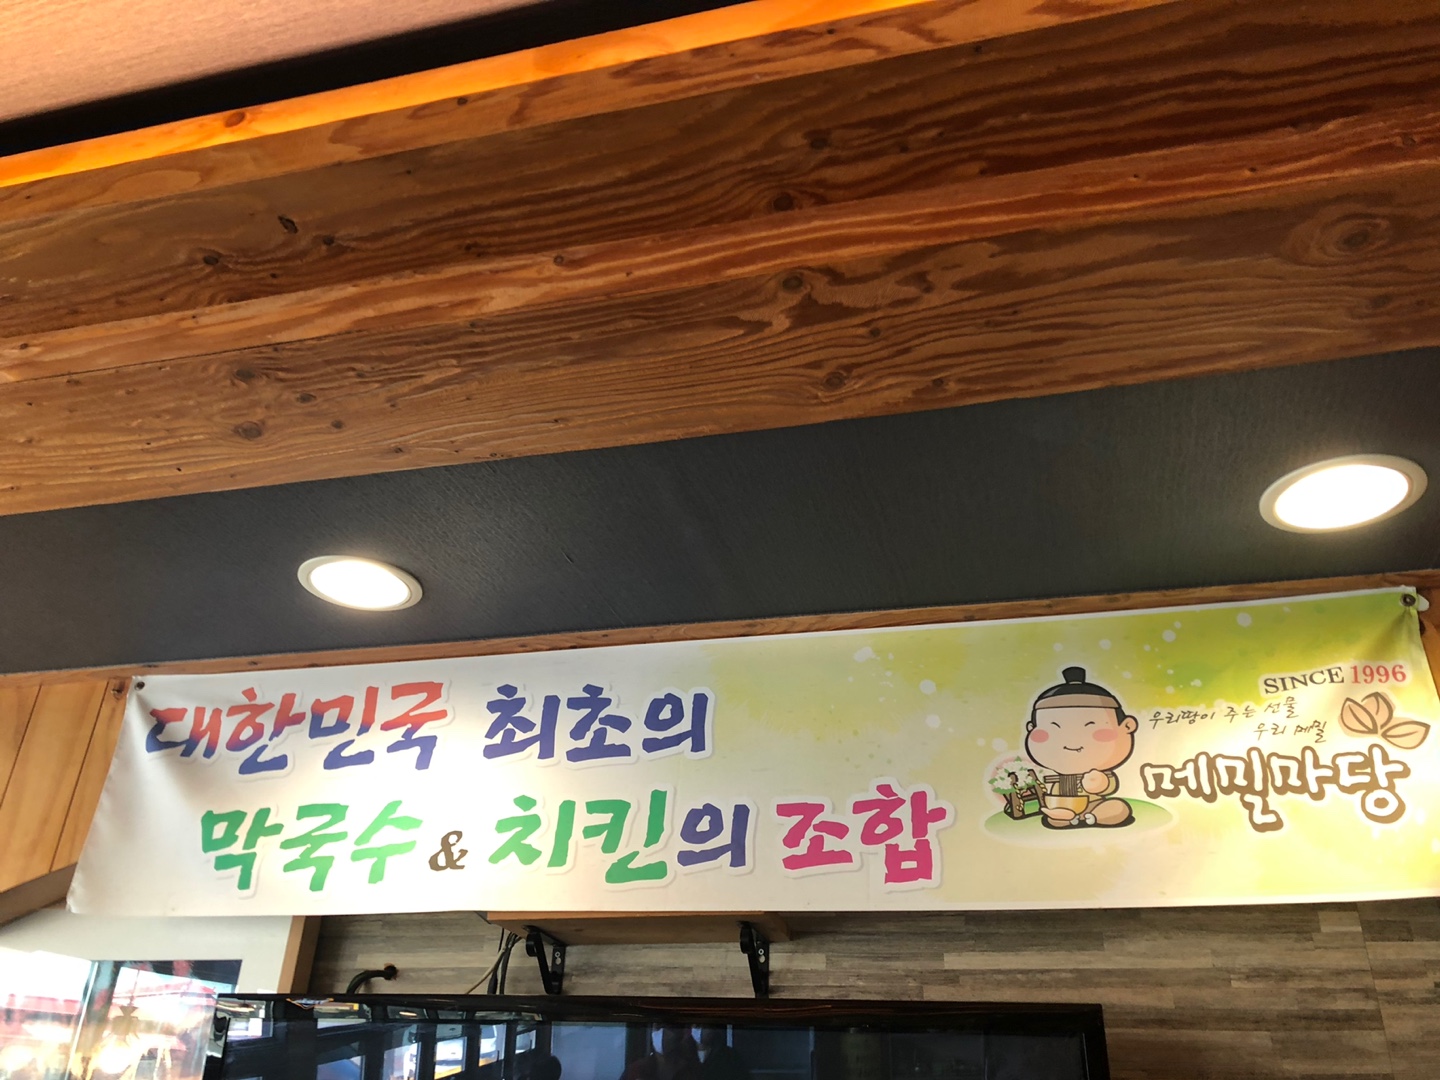 대한민국 최초의
막국수 & 치킨의 조합
SINCE 1996
우리땅이 주는 선물
우리 메밀
메밀마당